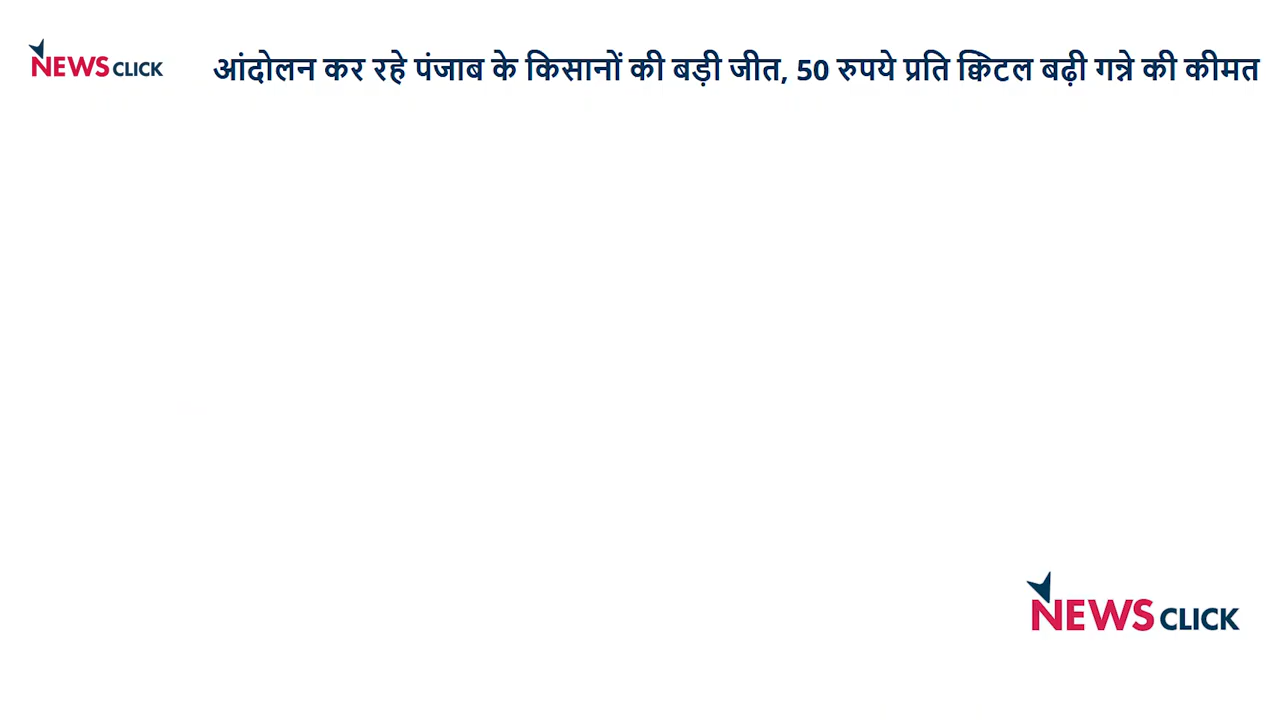 NEWS CLICK
आंदोलन कर रहे पंजाब के किसानों की बड़ी जीत, 50 रुपये प्रति क्विटल बढ़ी गन्ने की कीमत
NEWS CLICK